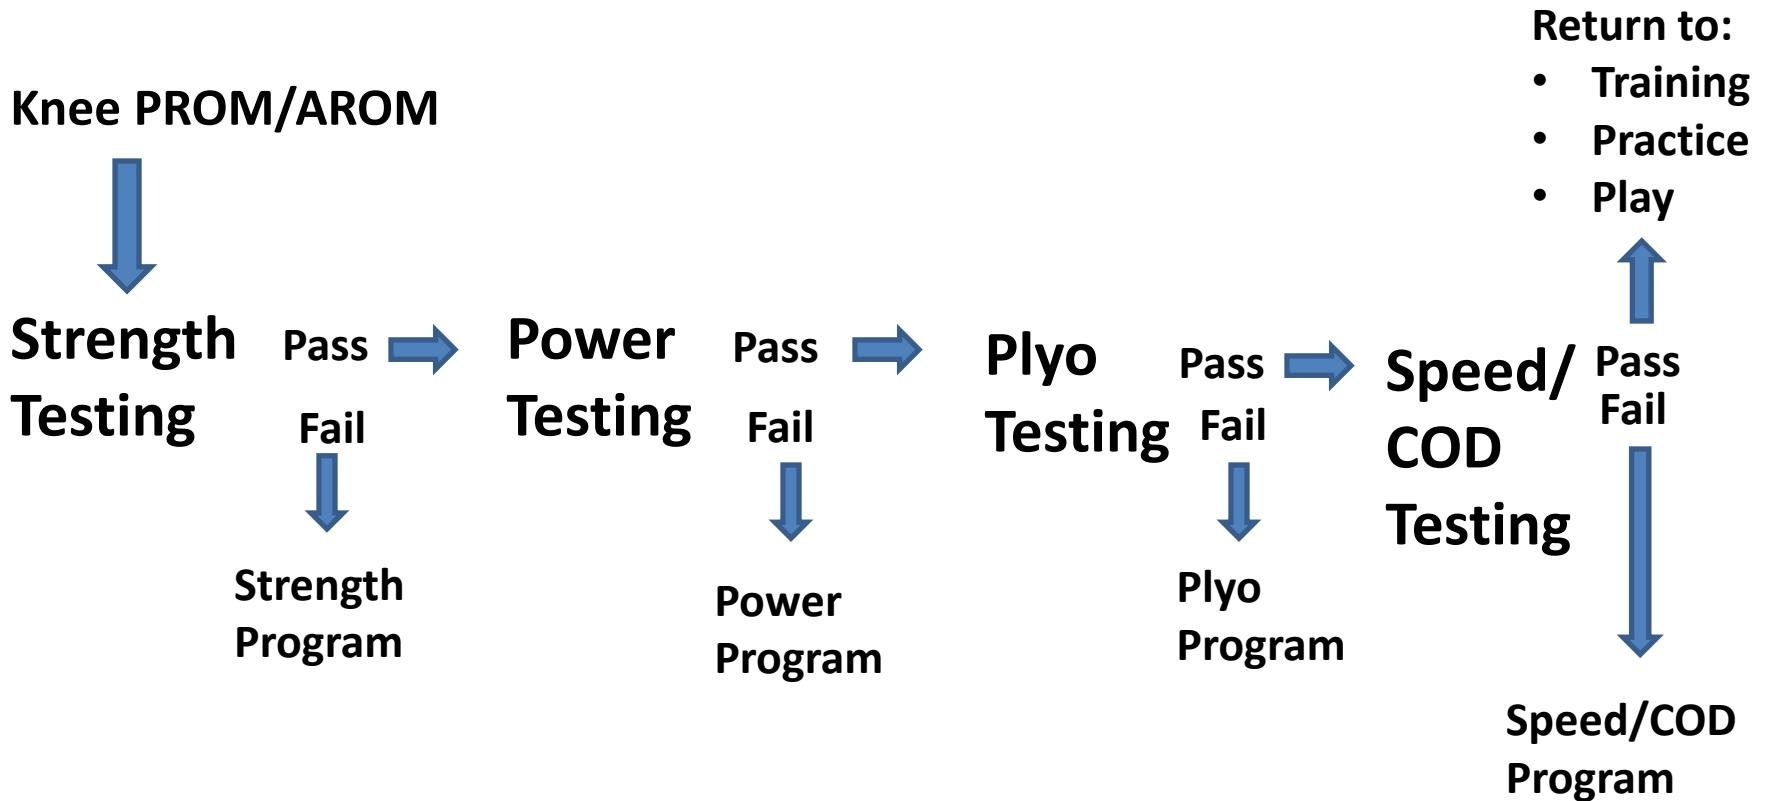 Return to:
• Training
• Practice
• Play
Knee PROM/AROM
Strength
Testing
Pass
Fail
Strength
Program
Power
Testing
Pass
Fail
Power
Program
Plyo
Testing
Pass
Fail
Plyo
Program
Speed/
COD
Testing
Pass
Fail
Speed/COD
Program